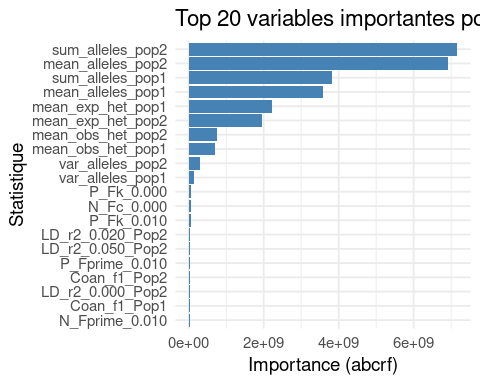 Top 20 variables importantes po
sum_alleles_pop2
mean_alleles_pop2
sum_alleles_pop1
mean_alleles_pop1
mean_exp_het_pop1
mean_exp_het_pop2
mean_obs_het_pop2
mean_obs_het_pop1
var_alleles_pop2
var_alleles_pop1
P_Fk_0.000
N_Fc_0.000
P_Fk_0.010
LD_r2_0.020_Pop2
LD_r2_0.050_Pop2
P_Fprime_0.010
Coan_f1_Pop2
LD_r2_0.000_Pop2
Coan_f1_Pop1
N_Fprime_0.010
Statistique
0e+00 2e+09 4e+09 6e+09
Importance (abcrf)